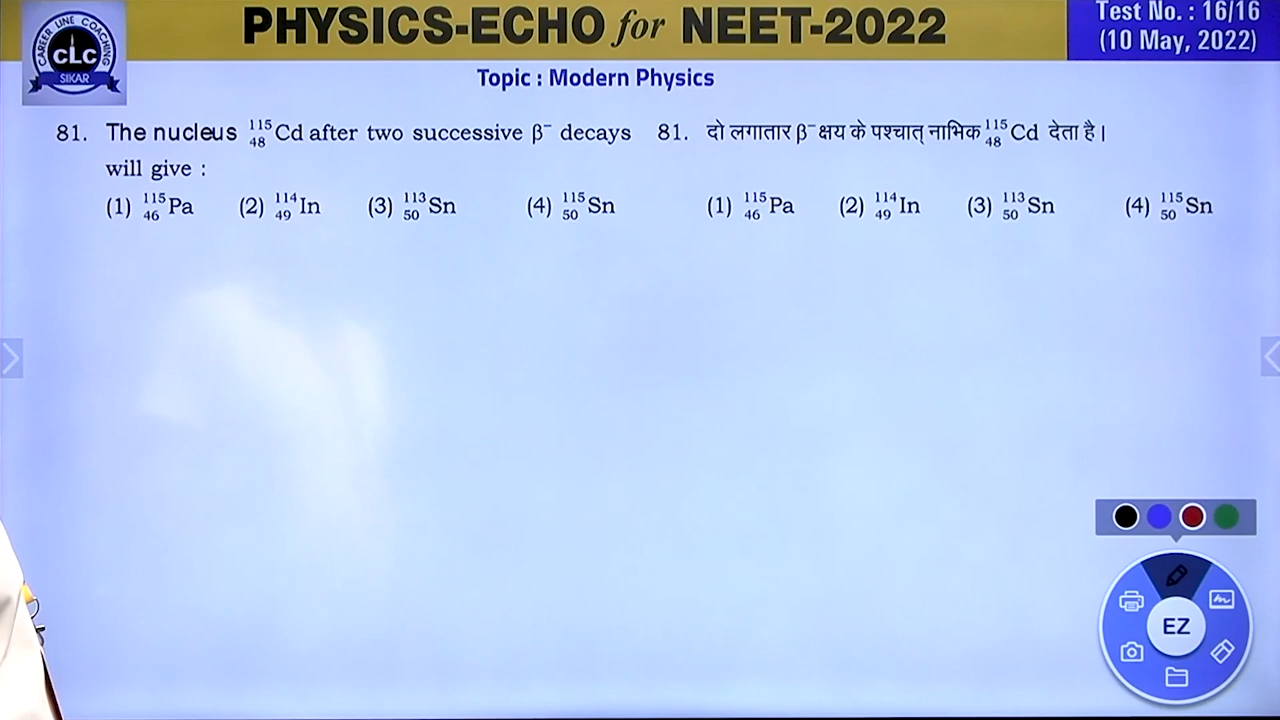 PHYSICS-ECHO for NEET-2022
Test No. : 16/16
(10 May, 2022)
CAREER LINE COACHING
CLC
SIKAR
Topic : Modern Physics
81. The nucleus ¹¹⁵₄₈Cd after two successive β⁻ decays
will give :
(1) ¹¹⁵₄₆Pa (2) ¹¹⁴₄₉In (3) ¹¹³₅₀Sn (4) ¹¹⁵₅₀Sn
81. दो लगातार β⁻ क्षय के पश्चात् नाभिक ¹¹⁵₄₈Cd देता है।
(1) ¹¹⁵₄₆Pa (2) ¹¹⁴₄₉In (3) ¹¹³₅₀Sn (4) ¹¹⁵₅₀Sn
EZ